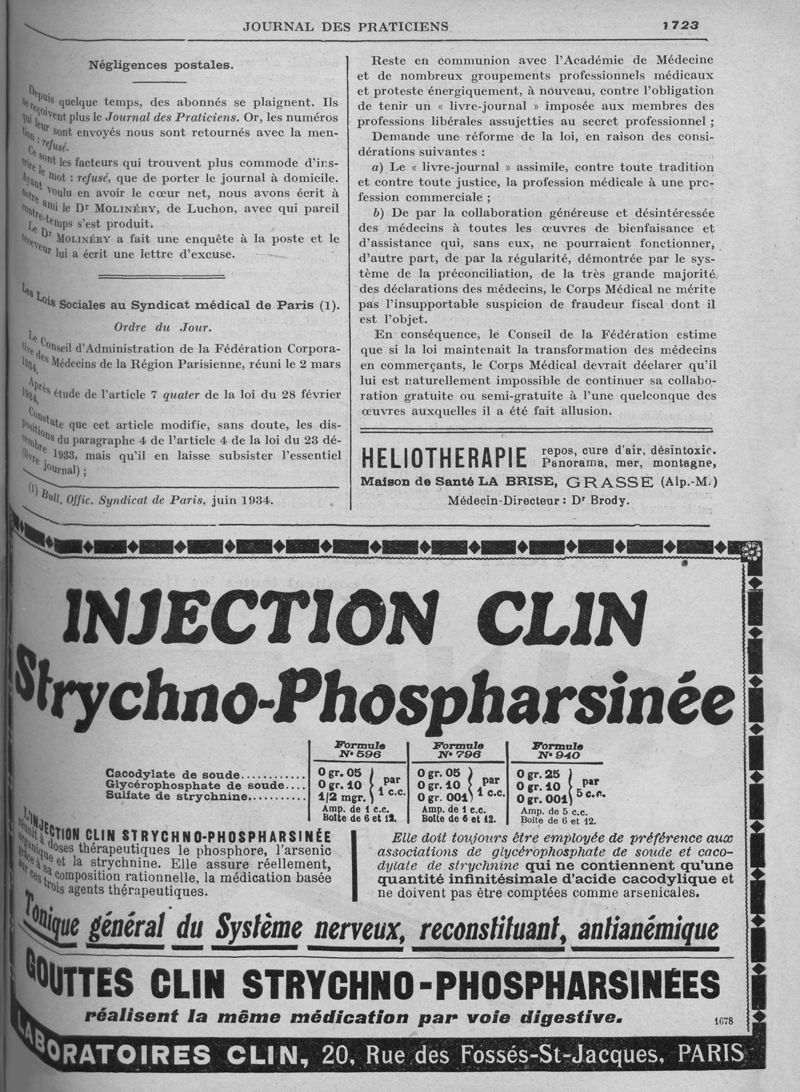 JOURNAL DES PRATICIENS
1723
Négligences postales.
Depuis quelque temps, des abonnés se plaignent. Ils
ne reçoivent plus le Journal des Praticiens. Or, les numéros
qui leur sont envoyés nous sont retournés avec la men-
tion : refusé.
Ce sont les facteurs qui trouvent plus commode d'ins-
crire le mot : refusé, que de porter le journal à domicile.
Ayant voulu en avoir le cœur net, nous avons écrit à
notre ami le Dr MOLINÉRY, de Luchon, avec qui pareil
contre-temps s'est produit.
Le Dr MOLINÉRY a fait une enquête à la poste et le
receveur lui a écrit une lettre d'excuse.
Les Lois Sociales au Syndicat médical de Paris (1).
Ordre du Jour.
Le Conseil d'Administration de la Fédération Corpora-
tive des Médecins de la Région Parisienne, réuni le 2 mars
1934,
Après étude de l'article 7 quater de la loi du 28 février
1934,
Constate que cet article modifie, sans doute, les dis-
positions du paragraphe 4 de l'article 4 de la loi du 23 dé-
cembre 1933, mais qu'il en laisse subsister l'essentiel
(livre journal) ;
(1) Bull. Offic. Syndicat de Paris, juin 1934.
Reste en communion avec l'Académie de Médecine
et de nombreux groupements professionnels médicaux
et proteste énergiquement, à nouveau, contre l'obligation
de tenir un « livre-journal » imposée aux membres des
professions libérales assujetties au secret professionnel ;
Demande une réforme de la loi, en raison des consi-
dérations suivantes :
a) Le « livre-journal » assimile, contre toute tradition
et contre toute justice, la profession médicale à une pro-
fession commerciale ;
b) De par la collaboration généreuse et désintéressée
des médecins à toutes les œuvres de bienfaisance et
d'assistance qui, sans eux, ne pourraient fonctionner,
d'autre part, de par la régularité, démontrée par le sys-
tème de la préconciliation, de la très grande majorité
des déclarations des médecins, le Corps Médical ne mérite
pas l'insupportable suspicion de fraudeur fiscal dont il
est l'objet.
En conséquence, le Conseil de la Fédération estime
que si la loi maintenait la transformation des médecins
en commerçants, le Corps Médical devrait déclarer qu'il
lui est naturellement impossible de continuer sa collabo-
ration gratuite ou semi-gratuite à l'une quelconque des
œuvres auxquelles il a été fait allusion.
HELIOTHERAPIE repos, cure d'air, désintoxic.
Panorama, mer, montagne,
Maison de Santé LA BRISE, GRASSE (Alp.-M.)
Médecin-Directeur : Dr Brody.
INJECTION CLIN
Strychno-Phospharsinée
Formule Formule Formule
N° 596 N° 796 N° 940
Cacodylate de soude............ 0 gr. 05 0 gr. 05 0 gr. 25
Glycérophosphate de soude.... 0 gr. 10 par 1 c.c. 0 gr. 10 par 1 c.c. 0 gr. 10 par 5 c.c.
Sulfate de strychnine........... 1/2 mgr. 0 gr. 001 0 gr. 001
Amp. de 1 c.c. Amp. de 1 c.c. Amp. de 5 c.c.
Boîte de 6 et 12. Boîte de 6 et 12. Boîte de 6 et 12.
L'INJECTION CLIN STRYCHNO-PHOSPHARSINÉE
réunit à doses thérapeutiques le phosphore, l'arsenic
organique et la strychnine. Elle assure réellement,
grâce à sa composition rationnelle, la médication basée
sur ces trois agents thérapeutiques.
Elle doit toujours être employée de préférence aux
associations de glycérophosphate de soude et caco-
dylate de strychnine qui ne contiennent qu'une
quantité infinitésimale d'acide cacodylique et
ne doivent pas être comptées comme arsenicales.
Tonique général du Système nerveux, reconstituant, antianémique
GOUTTES CLIN STRYCHNO-PHOSPHARSINÉES
réalisent la même médication par voie digestive.
1678
LABORATOIRES CLIN, 20, Rue des Fossés-St-Jacques, PARIS